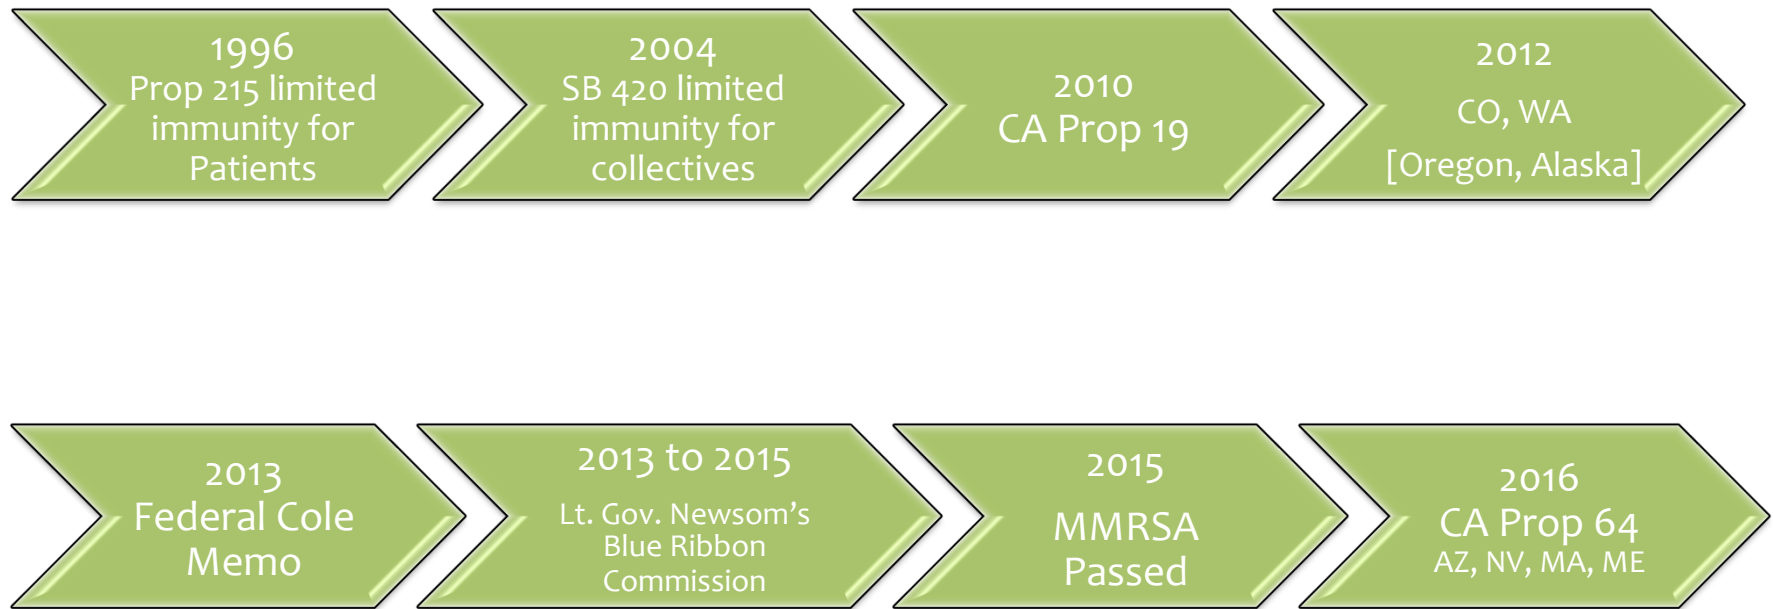 1996
Prop 215 limited
immunity for
Patients
2004
SB 420 limited
immunity for
collectives
2010
CA Prop 19
2012
CO, WA
[Oregon, Alaska]
2013
Federal Cole
Memo
2013 to 2015
Lt. Gov. Newsom’s
Blue Ribbon
Commission
2015
MMRSA
Passed
2016
CA Prop 64
AZ, NV, MA, ME